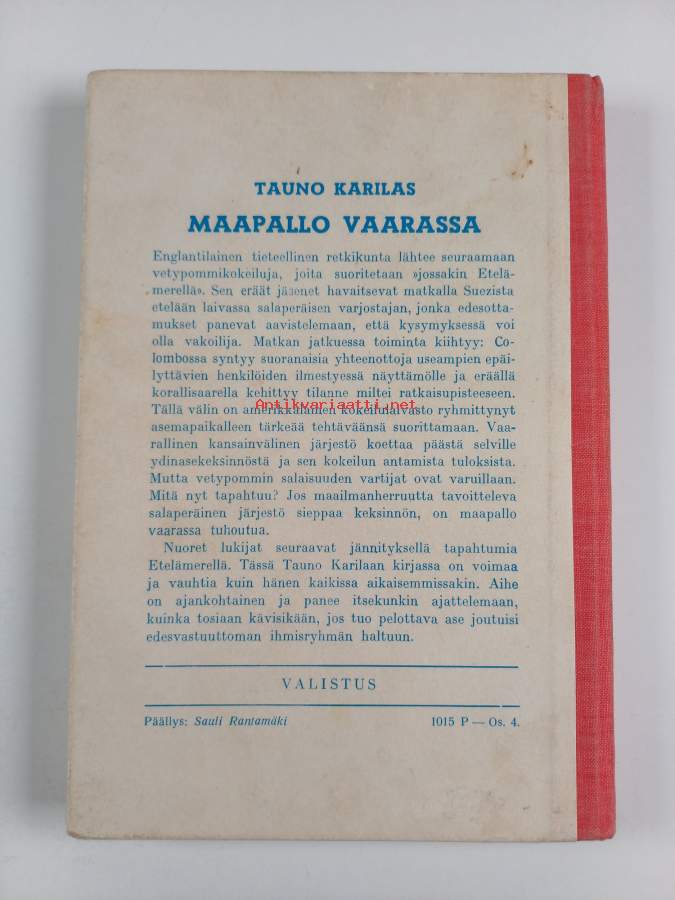 TAUNO KARILAS
MAAPALLO VAARASSA
Englantilainen tieteellinen retkikunta lähtee seuraamaan
vetypommikokeiluja, joita suoritetaan »jossakin Etelä-
merellä». Sen eräät jäsenet havaitsevat matkalla Suezista
etelään laivassa salaperäisen varjostajan, jonka edesotta-
mukset panevat aavistelemaan, että kysymyksessä voi
olla vakoilija. Matkan jatkuessa toiminta kiihtyy: Co-
lombossa syntyy suoranaisia yhteenottoja useampien epäi-
lyttävien henkilöiden ilmestyessä näyttämölle ja eräällä
korallisaarella kehittyy tilanne miltei ratkaisupisteeseen.
Antikvariaatti.net
Tällä välin on amerikkalainen kokeilulaivasto ryhmittynyt
asemapaikalleen tärkeää tehtäväänsä suorittamaan. Vaa-
rallinen kansainvälinen järjestö koettaa päästä selville
ydinasekeksinnöstä ja sen kokeilun antamista tuloksista.
Mutta vetypommin salaisuuden vartijat ovat varuillaan.
Mitä nyt tapahtuu? Jos maailmanherruutta tavoitteleva
salaperäinen järjestö sieppaa keksinnön, on maapallo
vaarassa tuhoutua.
Nuoret lukijat seuraavat jännityksellä tapahtumia
Etelämerellä. Tässä Tauno Karilaan kirjassa on voimaa
ja vauhtia kuin hänen kaikissa aikaisemmissakin. Aihe
on ajankohtainen ja panee itsekunkin ajattelemaan,
kuinka tosiaan kävisikään, jos tuo pelottava ase joutuisi
edesvastuuttoman ihmisryhmän haltuun.
VALISTUS
Päällys: Sauli Rantamäki 1015 P — Os. 4.